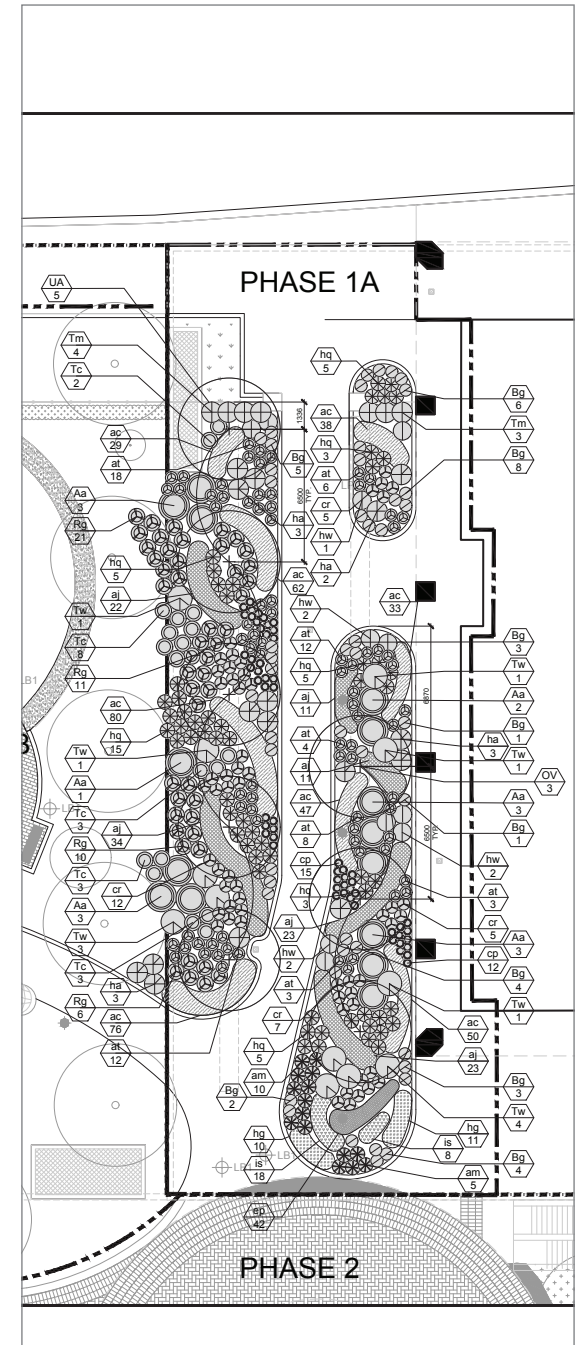 PHASE 1A
UA
5
Tm
4
Tc
2
ac
29
at
18
Aa
3
Rg
21
hq
5
aj
22
Tw
1
Tc
8
Rg
11
ac
80
hq
15
Tw
1
Aa
1
Tc
3
aj
34
Rg
10
Tc
3
cr
12
Aa
3
Tw
3
Tc
3
ha
3
Rg
6
ac
76
at
12
1336
6500
TYP
Bg
5
ha
3
ac
62
hq
5
ac
38
hq
3
at
6
cr
5
hw
1
ha
2
Bg
6
Tm
3
Bg
8
ac
33
hw
2
at
12
hq
5
aj
11
at
4
aj
11
ac
47
at
8
cp
15
hq
3
aj
23
hw
2
at
3
cr
7
hq
5
am
10
Bg
2
hg
10
is
18
ep
42
6870
6500
TYP
Bg
3
Tw
1
Aa
2
Bg
1
ha
3
Tw
1
OV
3
Aa
3
Bg
1
hw
2
at
3
cr
5
Aa
3
cp
12
Bg
4
Tw
1
ac
50
aj
23
Bg
3
Tw
4
hg
11
is
8
Bg
4
am
5
LB1
PHASE 2